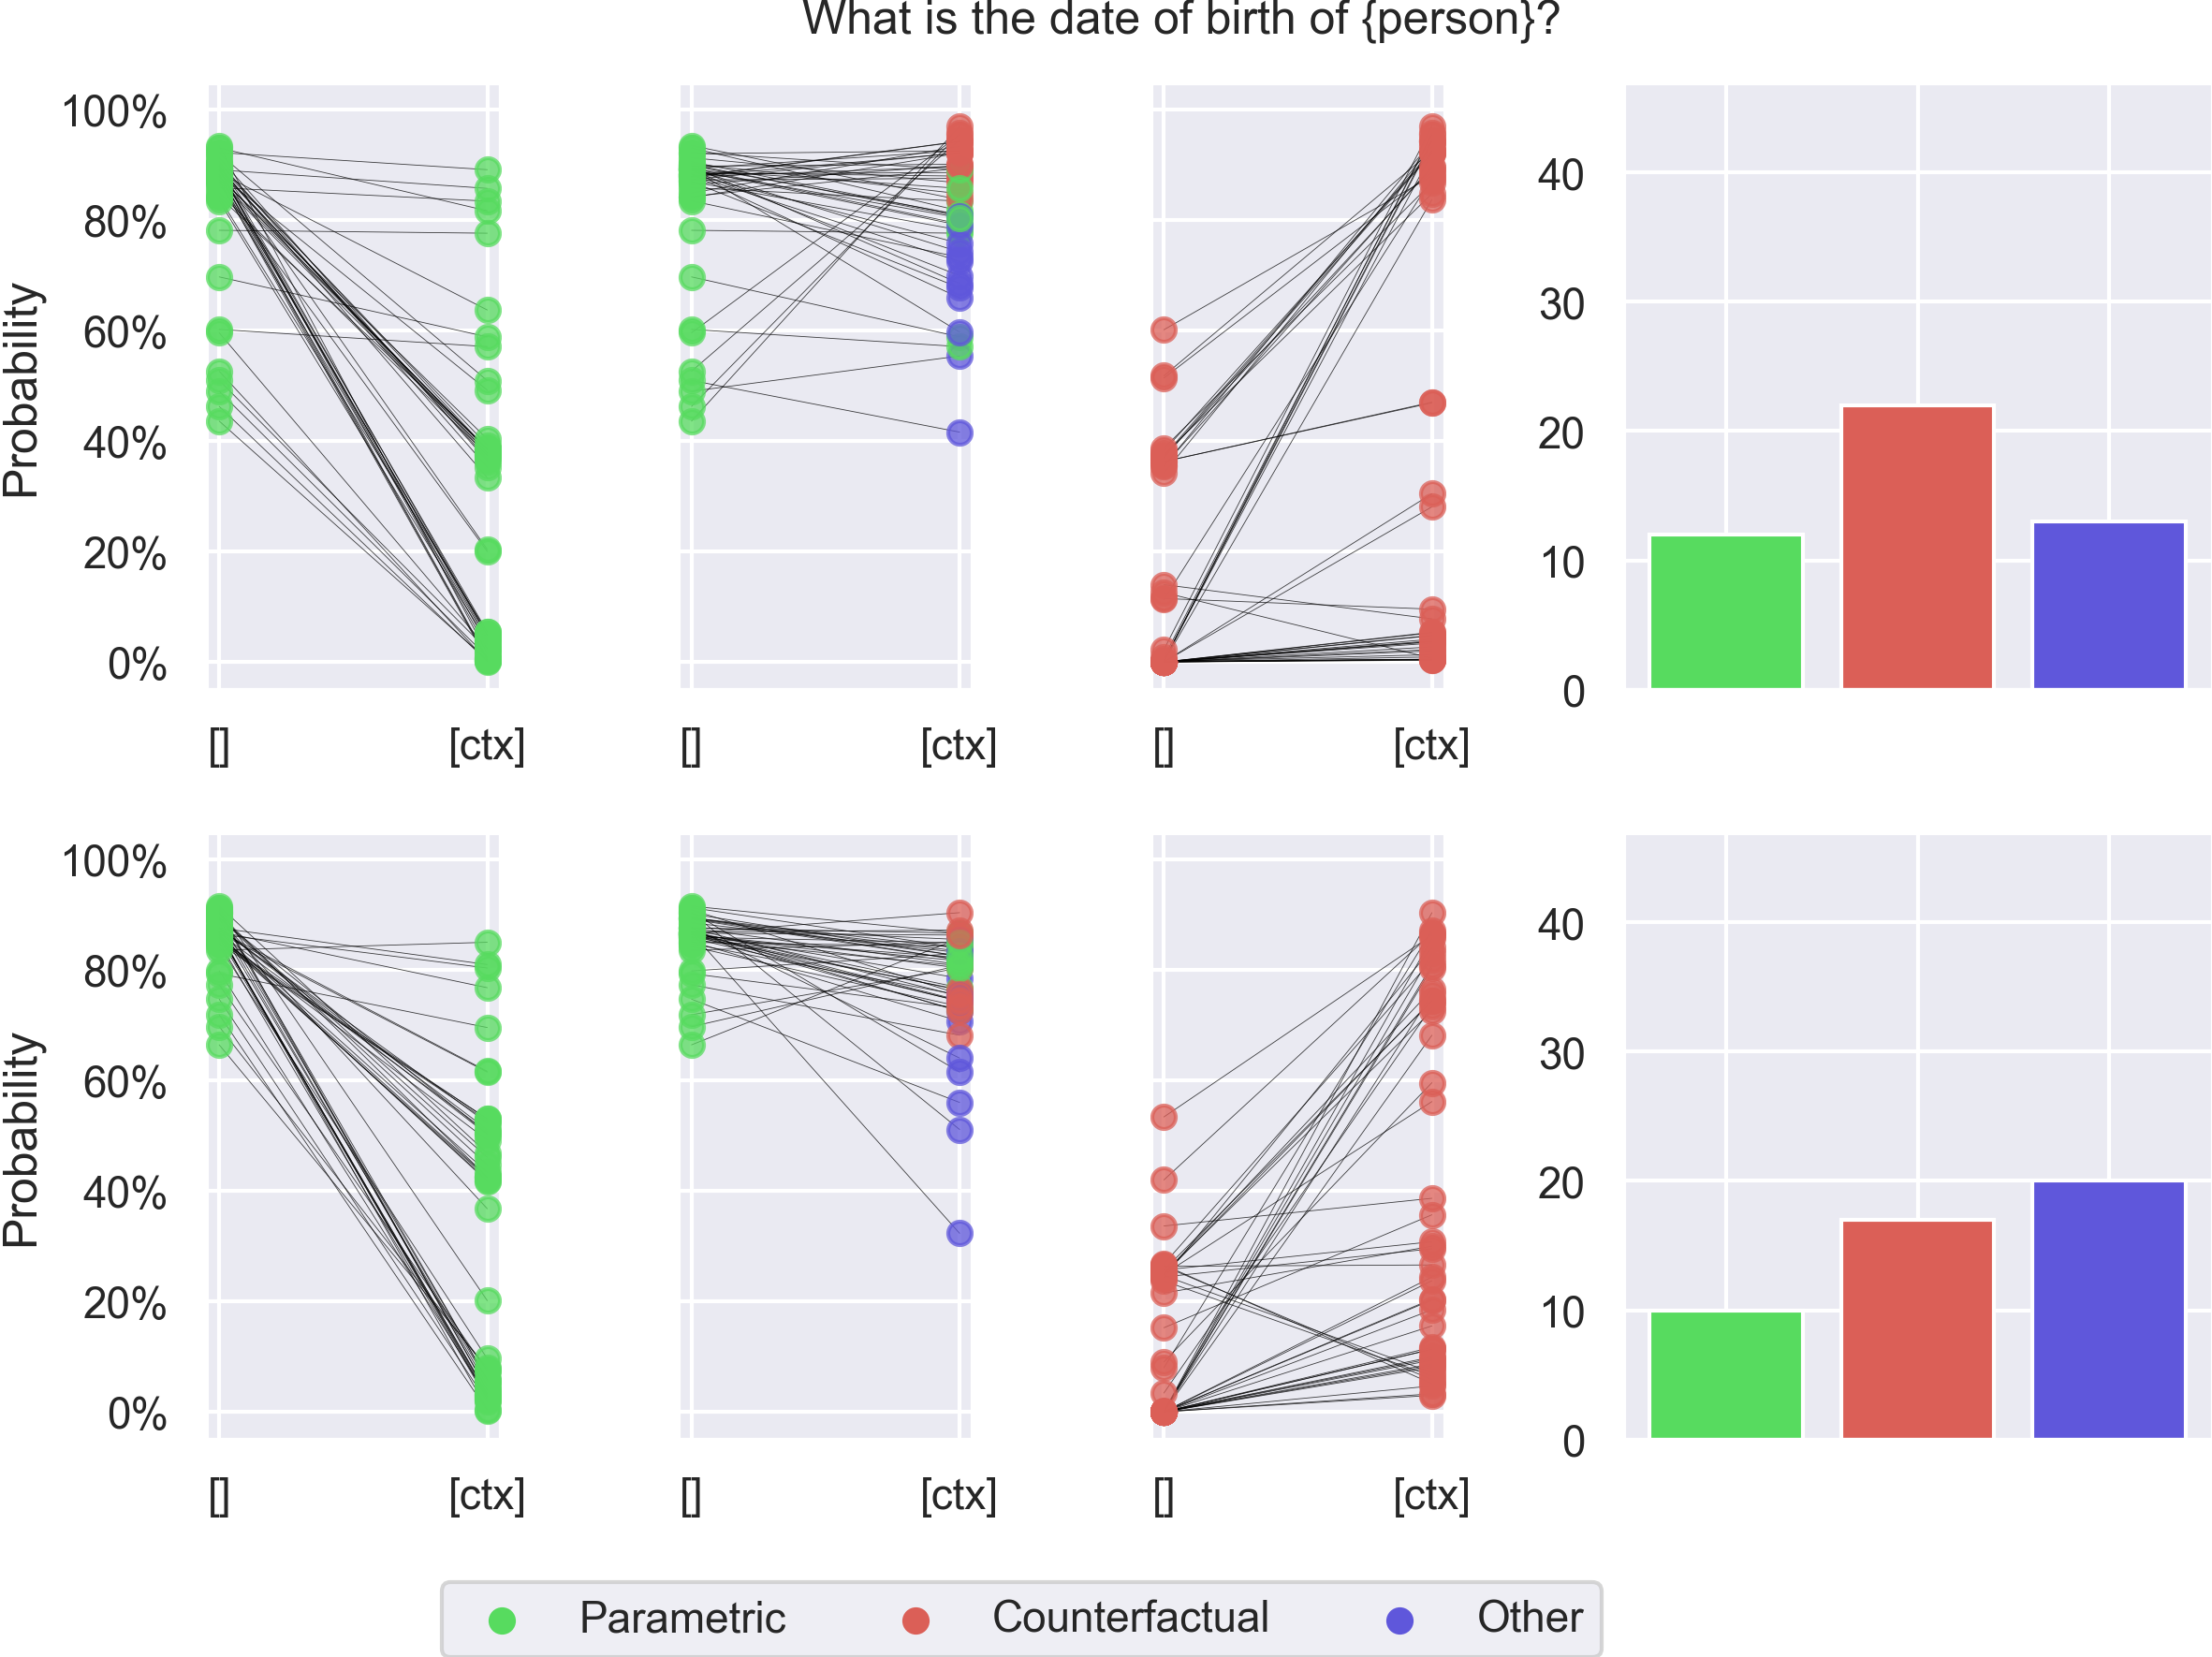 What is the date of birth of {person}?
Probability
100%
80%
60%
40%
20%
0%
[] [ctx]
[] [ctx]
[] [ctx]
40
30
20
10
0
Probability
100%
80%
60%
40%
20%
0%
[] [ctx]
[] [ctx]
[] [ctx]
40
30
20
10
0
Parametric Counterfactual Other